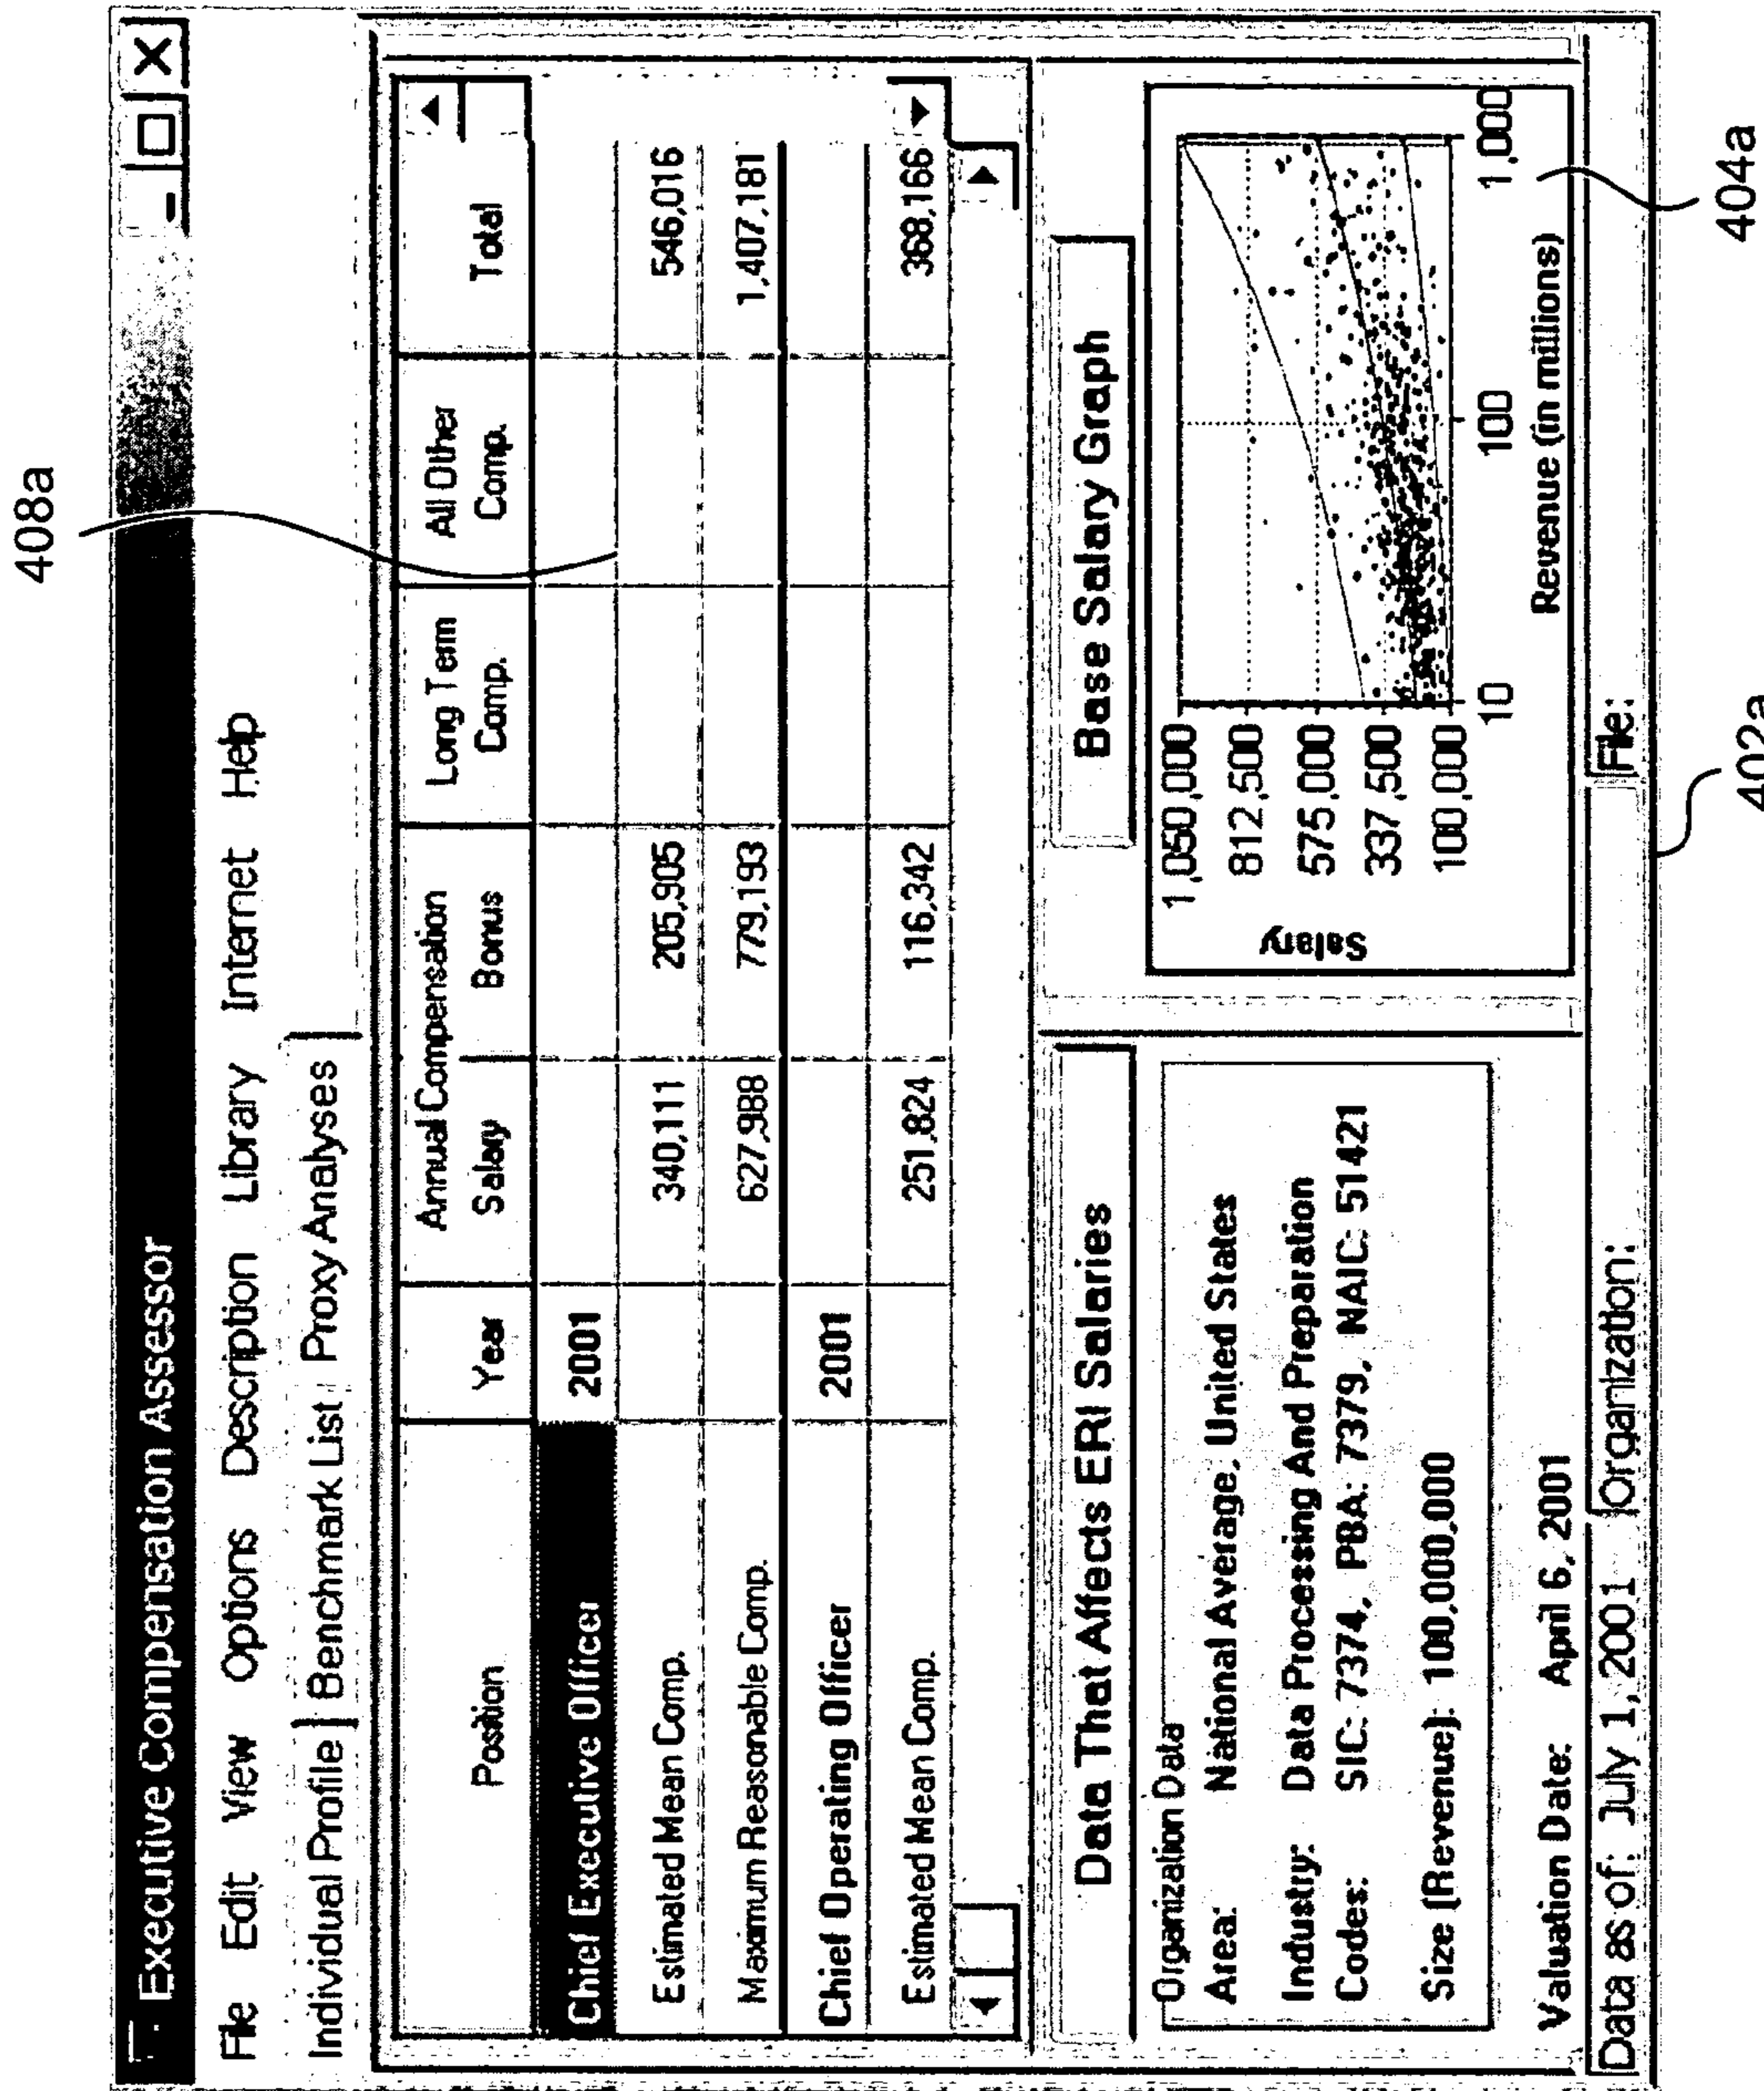 408a
Executive Compensation Assessor
File Edit View Options Description Library Internet Help
Individual Profile Benchmark List Proxy Analyses
Position Year Annual Compensation Long Term Comp. All Other Comp. Total
Salary Bonus
Chief Executive Officer 2001
Estimated Mean Comp. 340,111 205,905 546,016
Maximum Reasonable Comp. 627,988 779,193 1,407,181
Chief Operating Officer 2001
Estimated Mean Comp. 251,824 116,342 368,166
Data That Affects ERI Salaries
Organization Data
Area: National Average, United States
Industry: Data Processing And Preparation
Codes: SIC: 7374, PBA: 7379, NAIC: 51421
Size (Revenue): 100,000,000
Valuation Date: April 6, 2001
Base Salary Graph
Salary
1,050,000
812,500
575,000
337,500
100,000
10 100 1,000
Revenue (in millions)
Data as of: July 1, 2001 Organization: File:
402a
404a